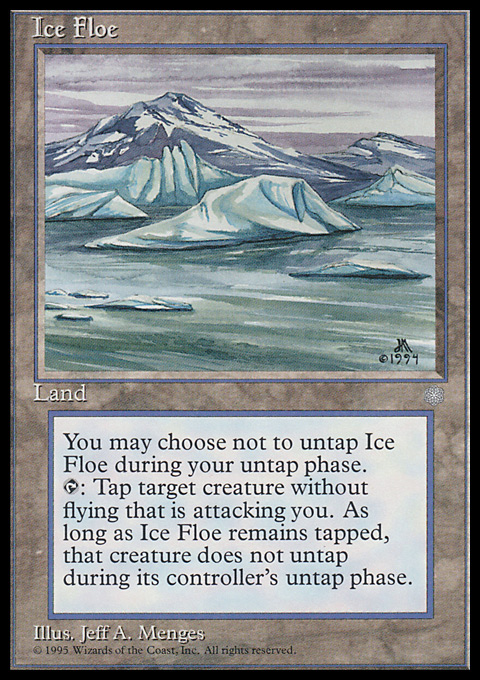 Ice Floe
©1994
Land
You may choose not to untap Ice
Floe during your untap phase.
: Tap target creature without
flying that is attacking you. As
long as Ice Floe remains tapped,
that creature does not untap
during its controller's untap phase.
Illus. Jeff A. Menges
© 1995 Wizards of the Coast, Inc. All rights reserved.